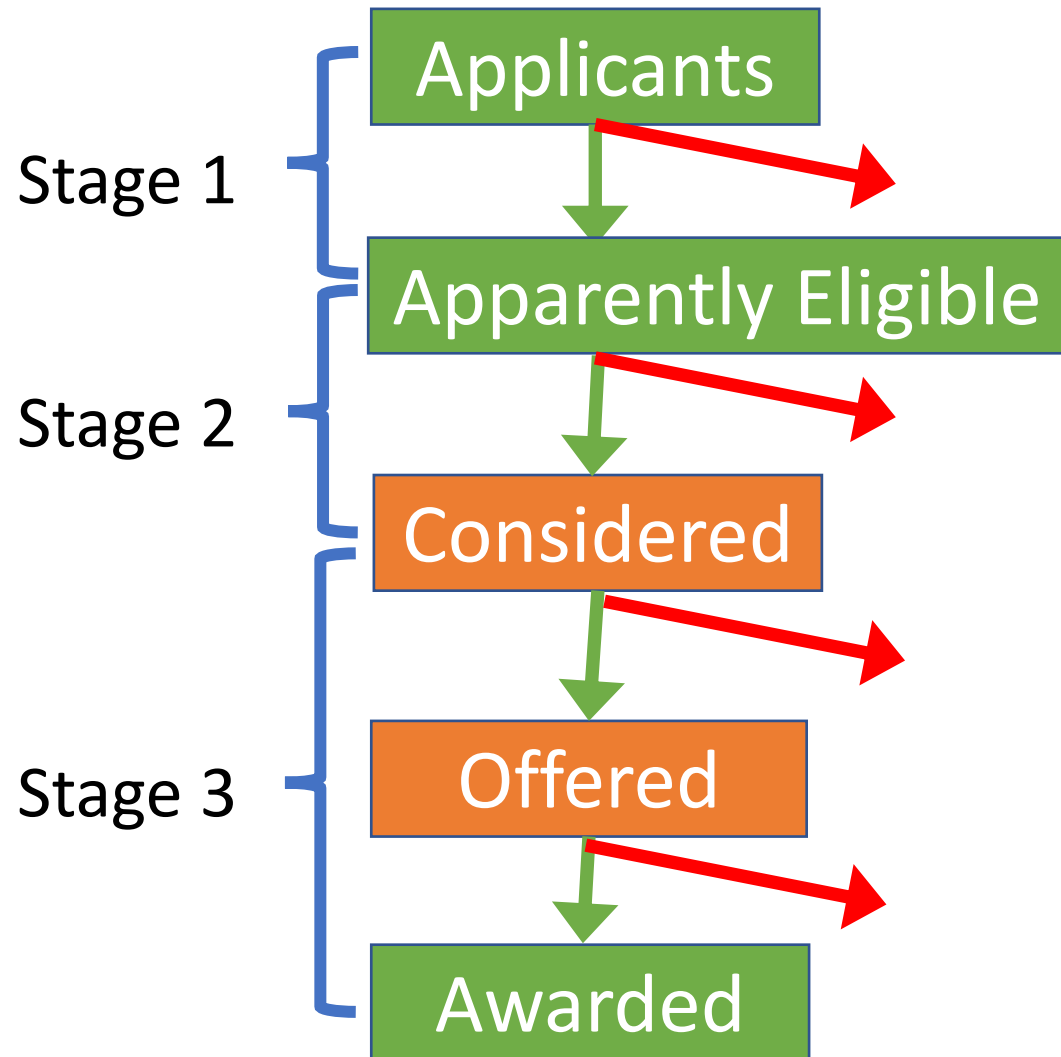 Applicants
Stage 1
Apparently Eligible
Stage 2
Considered
Offered
Stage 3
Awarded